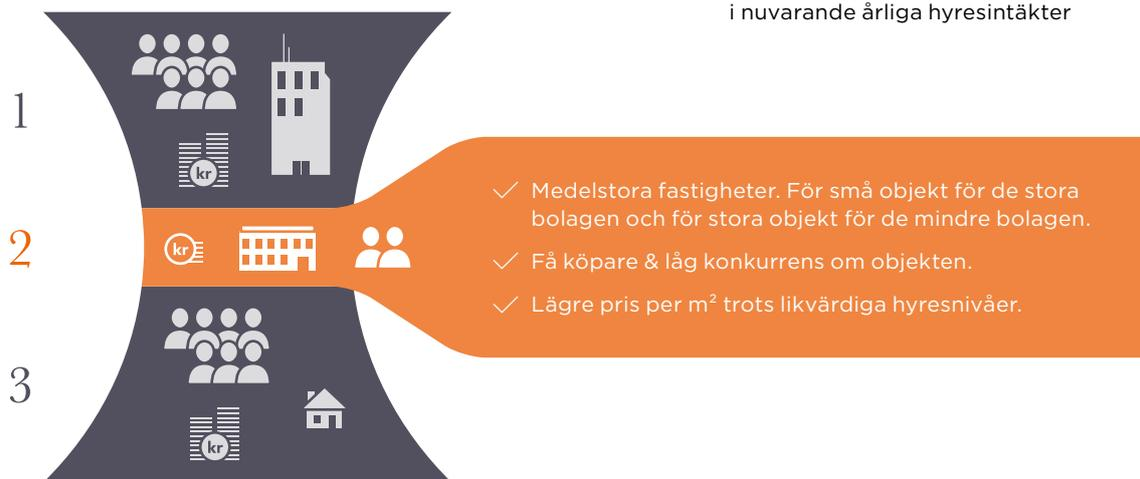 i nuvarande årliga hyresintäkter
1
kr
2
kr
Medelstora fastigheter. För små objekt för de stora
bolagen och för stora objekt för de mindre bolagen.
Få köpare & låg konkurrens om objekten.
Lägre pris per m² trots likvärdiga hyresnivåer.
3
kr